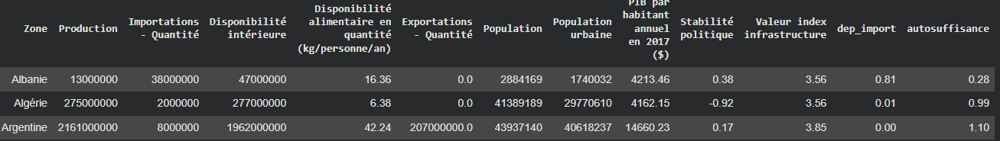 Zone Production Importations - Quantité Disponibilité intérieure Disponibilité alimentaire en quantité (kg/personne/an) Exportations - Quantité Population Population urbaine PIB par habitant annuel en 2017 ($) Stabilité politique Valeur index infrastructure dep_import autosuffisance
Albanie 13000000 38000000 47000000 16.36 0.0 2884169 1740032 4213.46 0.38 3.56 0.81 0.28
Algérie 275000000 2000000 277000000 6.38 0.0 41389189 29770610 4162.15 -0.92 3.56 0.01 0.99
Argentine 2161000000 8000000 1962000000 42.24 207000000.0 43937140 40618237 14660.23 0.17 3.85 0.00 1.10